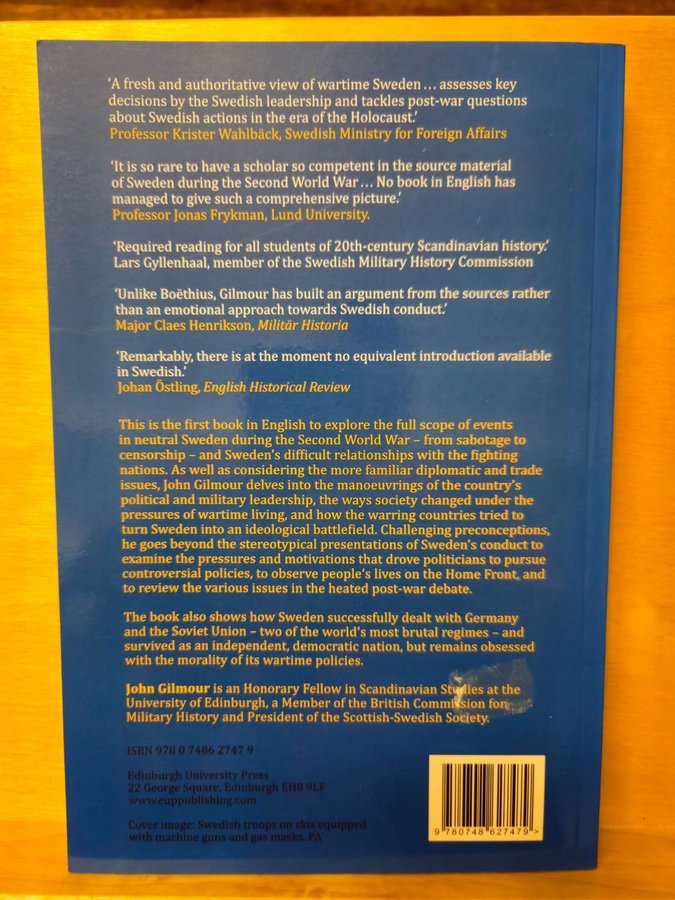 ‘A fresh and authoritative view of wartime Sweden … assesses key
decisions by the Swedish leadership and tackles post-war questions
about Swedish actions in the era of the Holocaust.’
Professor Krister Wahlbäck, Swedish Ministry for Foreign Affairs
‘It is so rare to have a scholar so competent in the source material
of Sweden during the Second World War … No book in English has
managed to give such a comprehensive picture.’
Professor Jonas Frykman, Lund University.
‘Required reading for all students of 20th-century Scandinavian history.’
Lars Gyllenhaal, member of the Swedish Military History Commission
‘Unlike Boëthius, Gilmour has built an argument from the sources rather
than an emotional approach towards Swedish conduct.’
Major Claes Henrikson, Militär Historia
‘Remarkably, there is at the moment no equivalent introduction available
in Swedish.’
Johan Östling, English Historical Review
This is the first book in English to explore the full scope of events
in neutral Sweden during the Second World War – from sabotage to
censorship – and Sweden’s difficult relationships with the fighting
nations. As well as considering the more familiar diplomatic and trade
issues, John Gilmour delves into the manoeuvrings of the country’s
political and military leadership, the ways society changed under the
pressures of wartime living, and how the warring countries tried to
turn Sweden into an ideological battlefield. Challenging preconceptions,
he goes beyond the stereotypical presentations of Sweden’s conduct to
examine the pressures and motivations that drove politicians to pursue
controversial policies, to observe people’s lives on the Home Front, and
to review the various issues in the heated post-war debate.
The book also shows how Sweden successfully dealt with Germany
and the Soviet Union – two of the world’s most brutal regimes – and
survived as an independent, democratic nation, but remains obsessed
with the morality of its wartime policies.
John Gilmour is an Honorary Fellow in Scandinavian Studies at the
University of Edinburgh, a Member of the British Commission for
Military History and President of the Scottish-Swedish Society.
ISBN 978 0 7486 2747 9
Edinburgh University Press
22 George Square, Edinburgh EH8 9LF
www.euppublishing.com
Cover image: Swedish troops on skis equipped
with machine guns and gas masks. PA
9 780748 627479 >